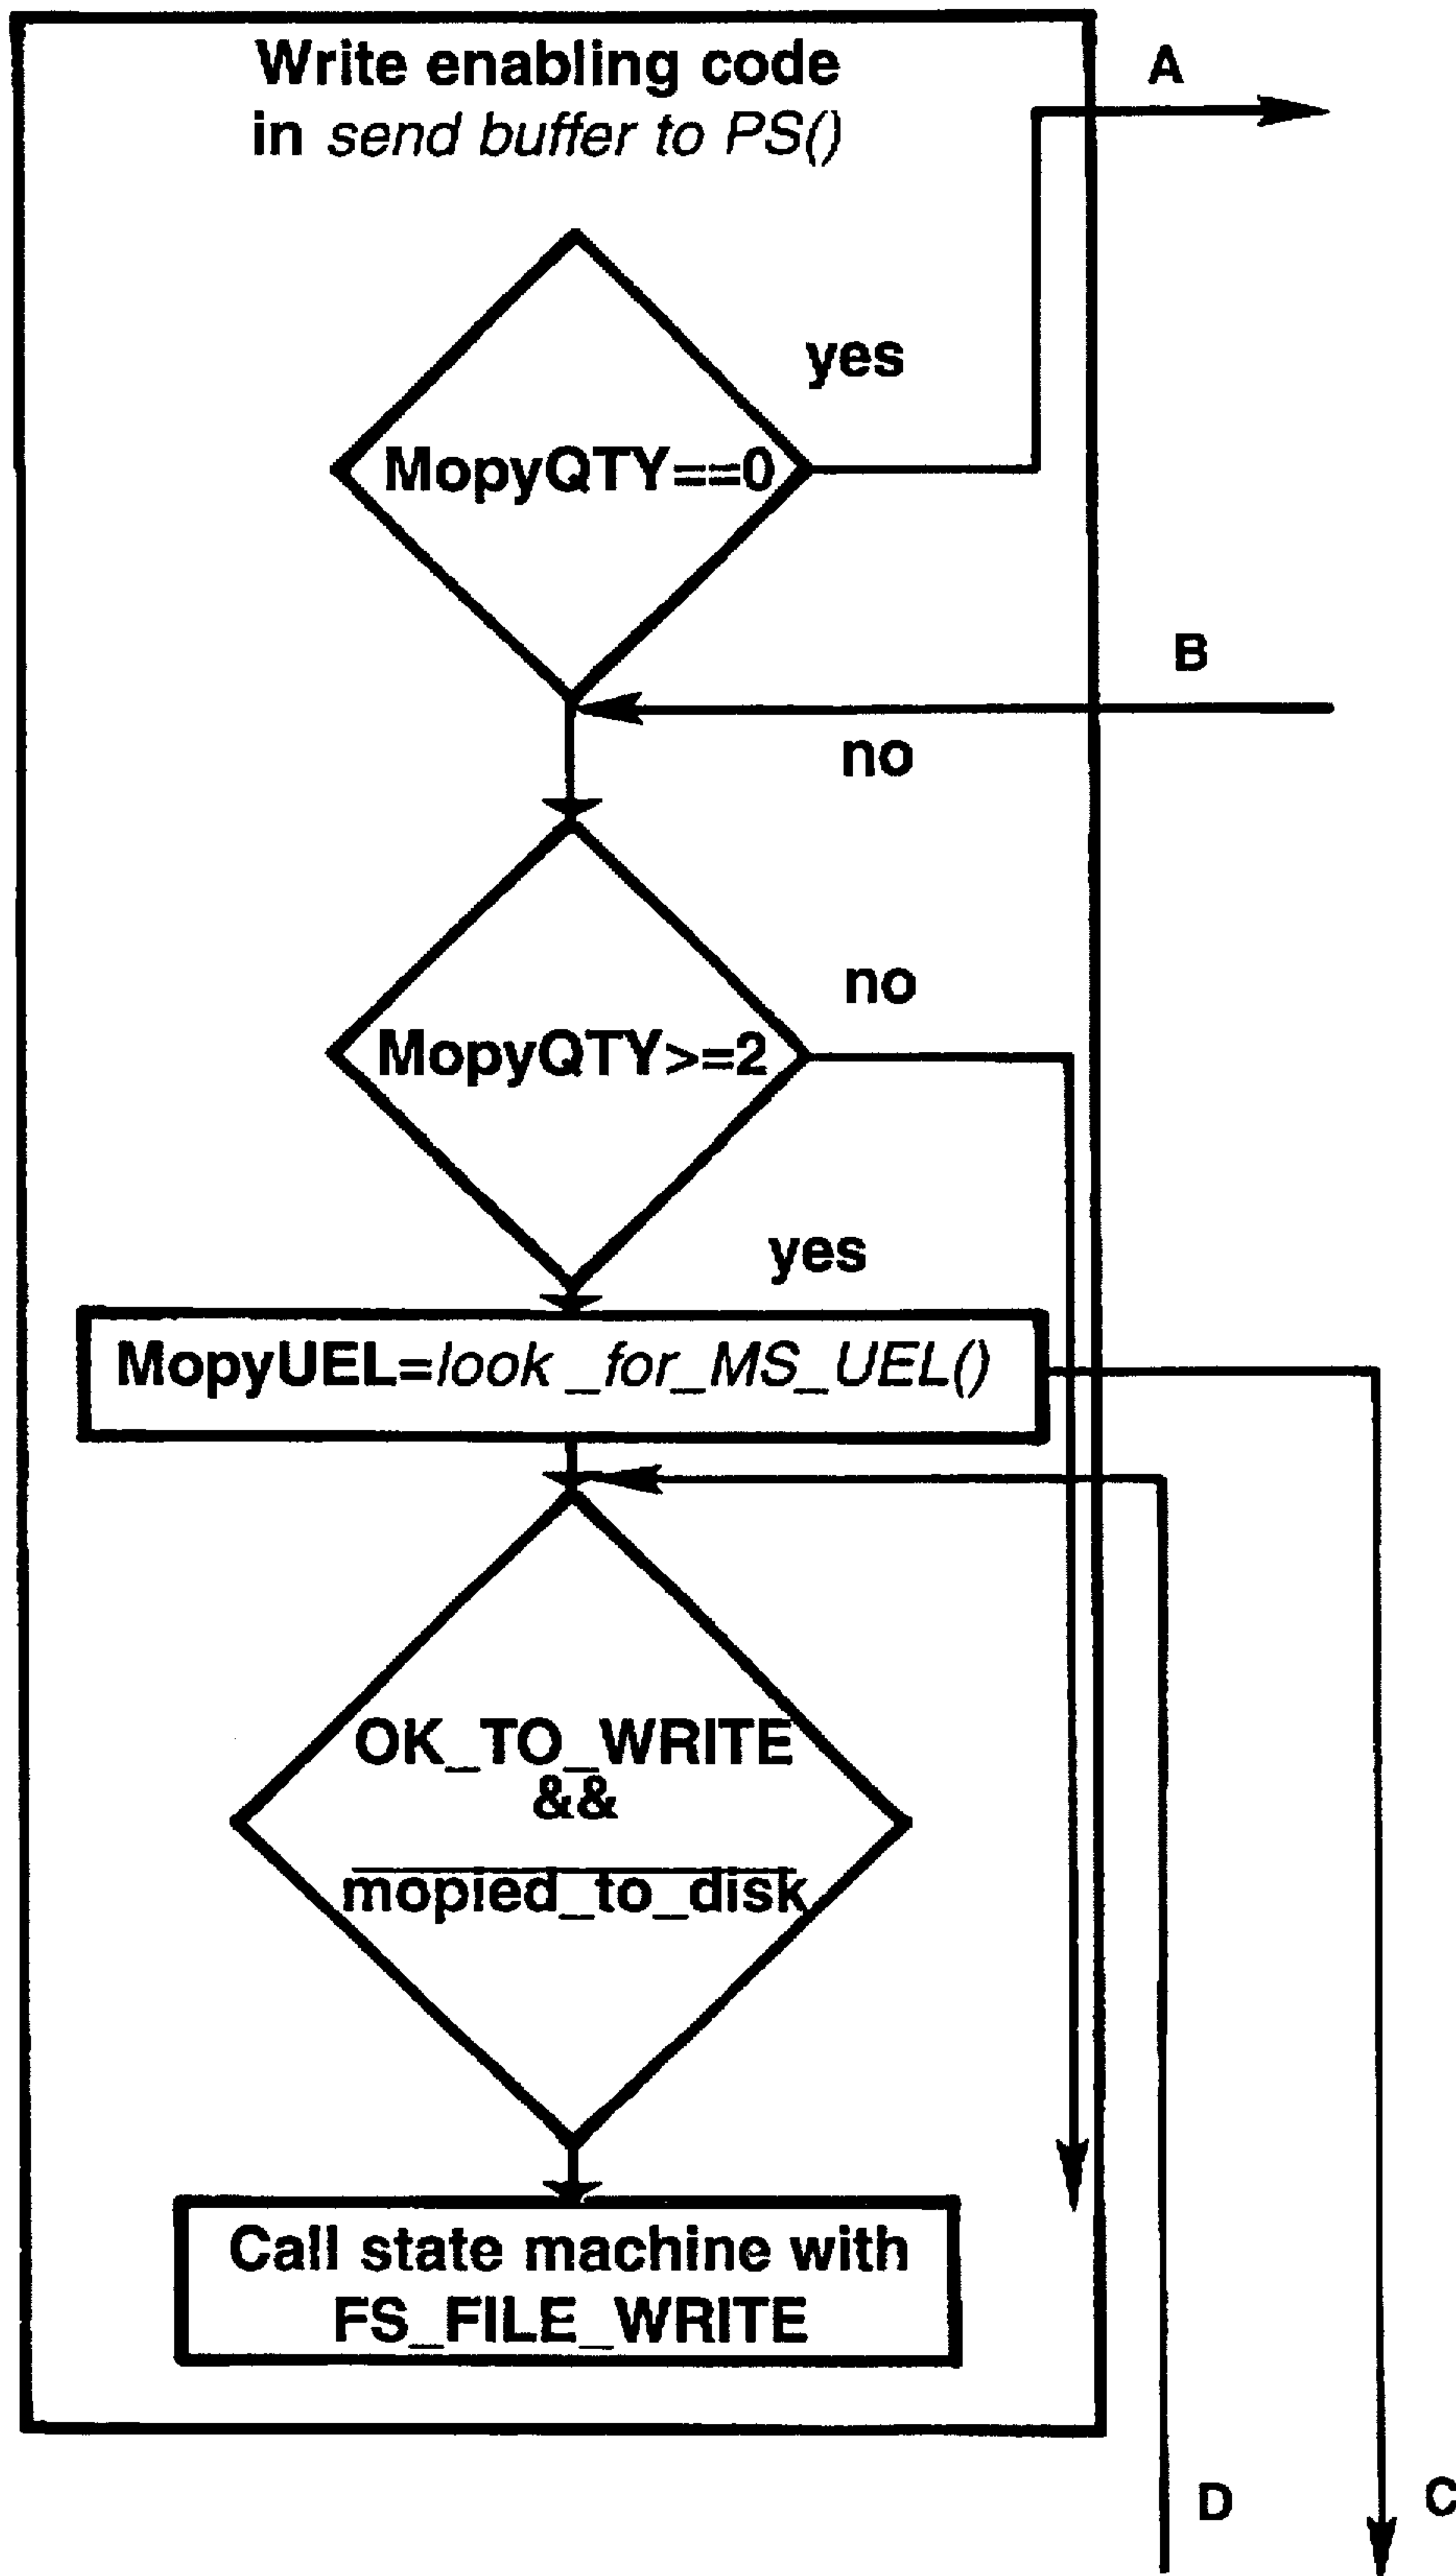 Write enabling code
in send buffer to PS()
A
yes
MopyQTY==0
B
no
no
MopyQTY>=2
yes
MopyUEL=look _for_MS_UEL()
OK_TO_WRITE
&&
mopied_to_disk
Call state machine with
FS_FILE_WRITE
D
C